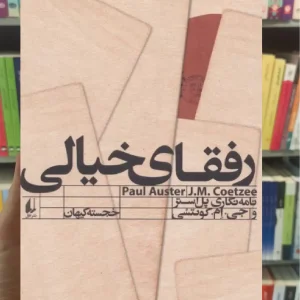 رفقای خیالی
Paul Auster J.M. Coetzee
نامه‌نگاری پل استر
و جی. ام. کوتسی
خجسته کیهان